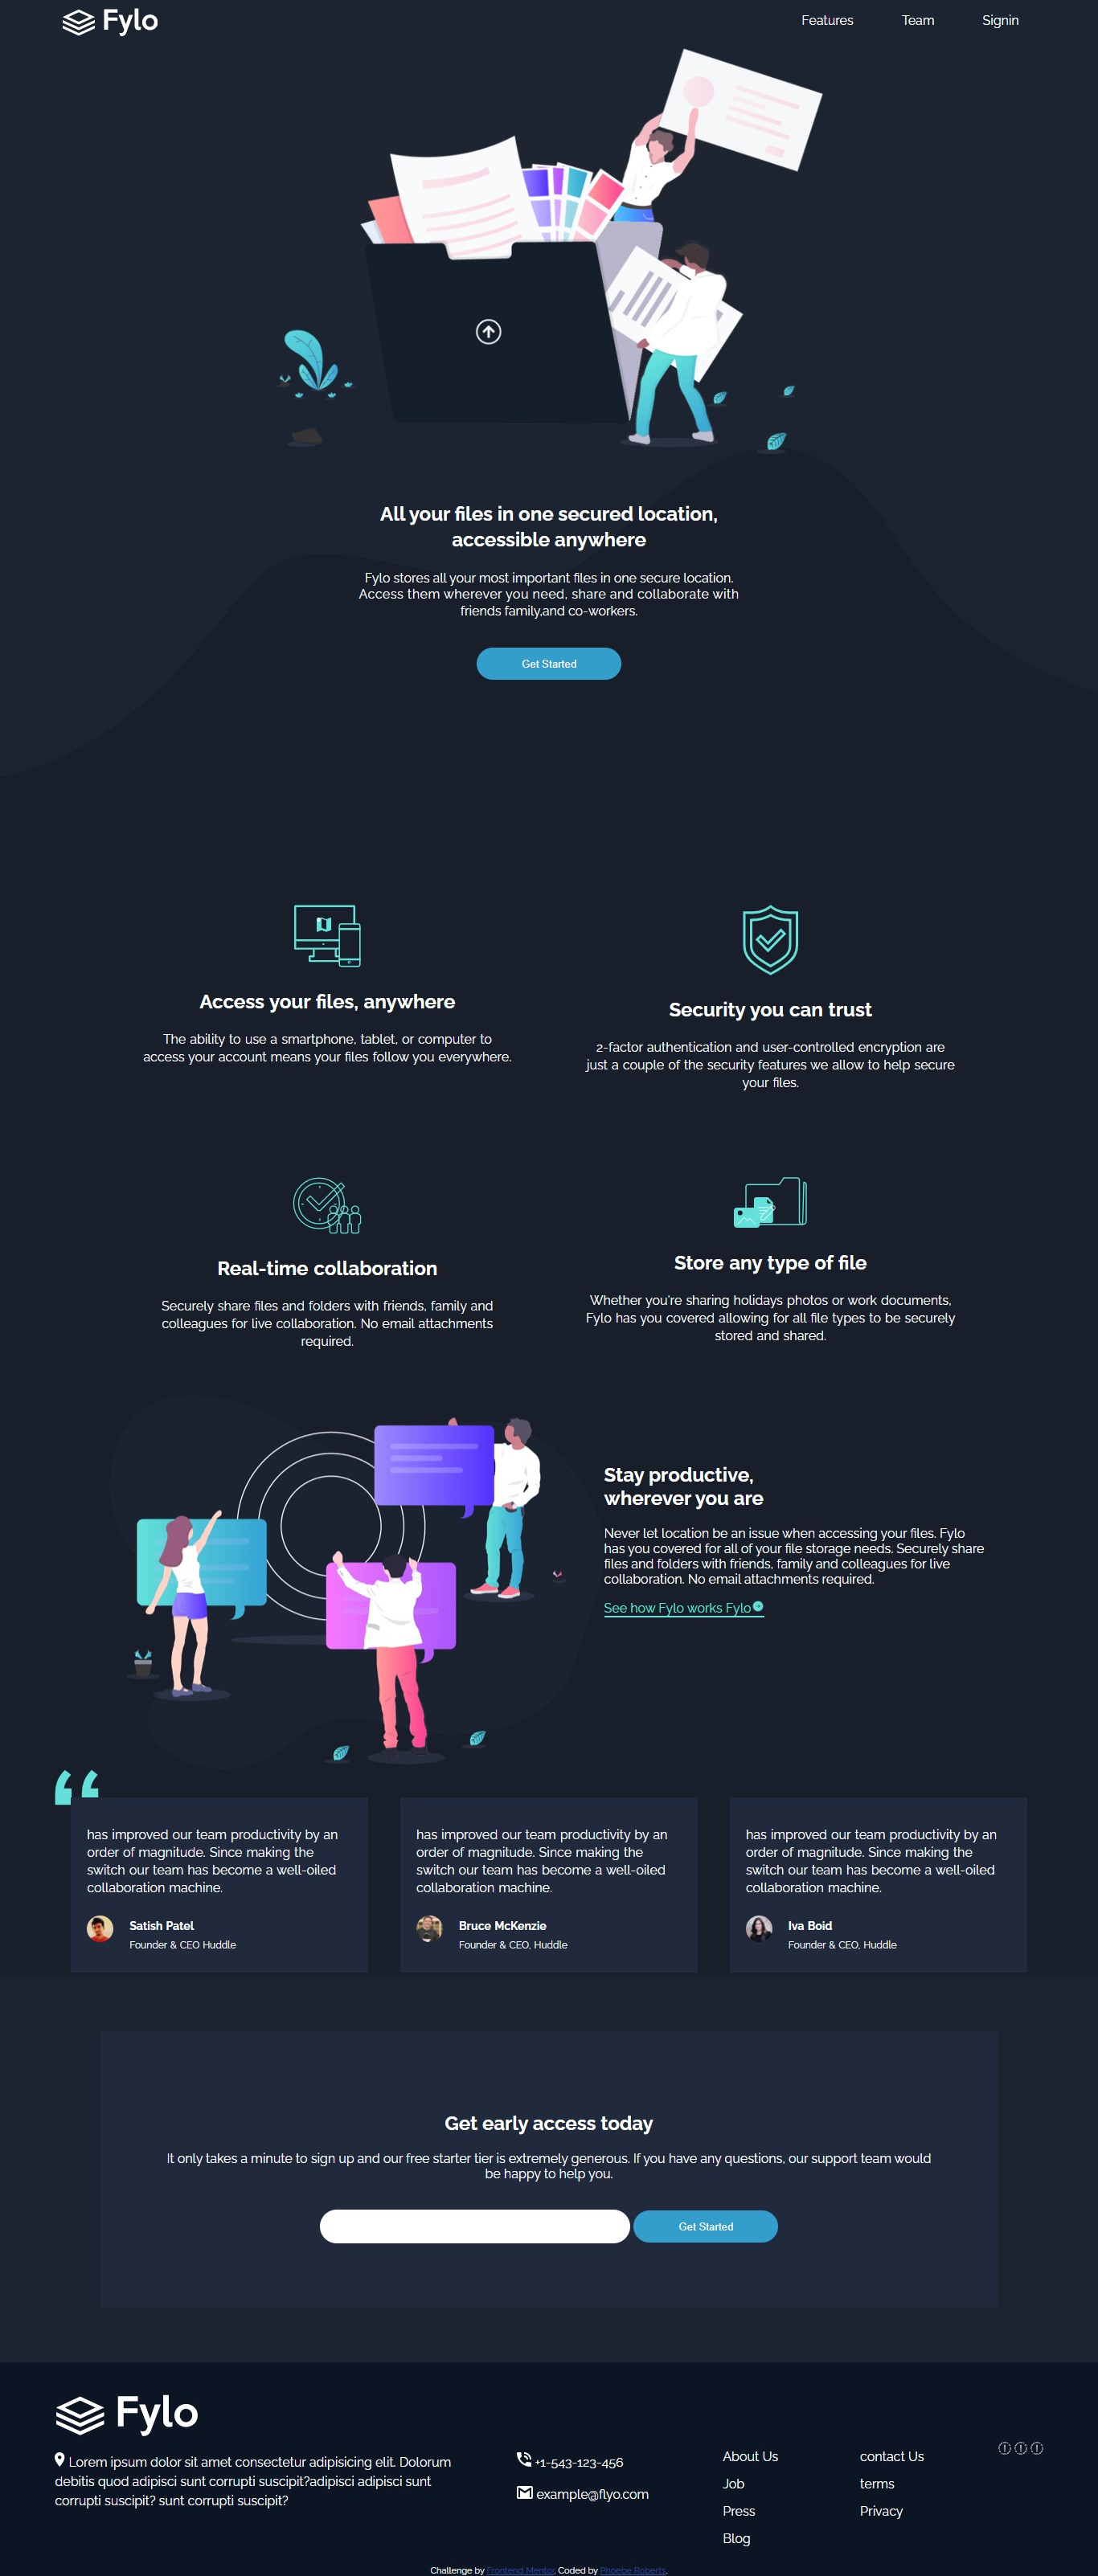 Fylo
Features
Team
Signin
All your files in one secured location,
accessible anywhere
Fylo stores all your most important files in one secure location.
Access them wherever you need, share and collaborate with
friends family,and co-workers.
Get Started
Access your files, anywhere
The ability to use a smartphone, tablet, or computer to
access your account means your files follow you everywhere.
Security you can trust
2-factor authentication and user-controlled encryption are
just a couple of the security features we allow to help secure
your files.
Real-time collaboration
Securely share files and folders with friends, family and
colleagues for live collaboration. No email attachments
required.
Store any type of file
Whether you're sharing holidays photos or work documents,
Fylo has you covered allowing for all file types to be securely
stored and shared.
Stay productive,
wherever you are
Never let location be an issue when accessing your files. Fylo
has you covered for all of your file storage needs. Securely share
files and folders with friends, family and colleagues for live
collaboration. No email attachments required.
See how Fylo works Fylo
has improved our team productivity by an
order of magnitude. Since making the
switch our team has become a well-oiled
collaboration machine.
Satish Patel
Founder & CEO Huddle
has improved our team productivity by an
order of magnitude. Since making the
switch our team has become a well-oiled
collaboration machine.
Bruce McKenzie
Founder & CEO, Huddle
has improved our team productivity by an
order of magnitude. Since making the
switch our team has become a well-oiled
collaboration machine.
Iva Boid
Founder & CEO, Huddle
Get early access today
It only takes a minute to sign up and our free starter tier is extremely generous. If you have any questions, our support team would
be happy to help you.
Get Started
Fylo
Lorem ipsum dolor sit amet consectetur adipisicing elit. Dolorum
debitis quod adipisci sunt corrupti suscipit?adipisci adipisci sunt
corrupti suscipit? sunt corrupti suscipit?
+1-543-123-456
example@flyo.com
About Us
Job
Press
Blog
contact Us
terms
Privacy
Challenge by Frontend Mentor. Coded by Phoebe Roberts.